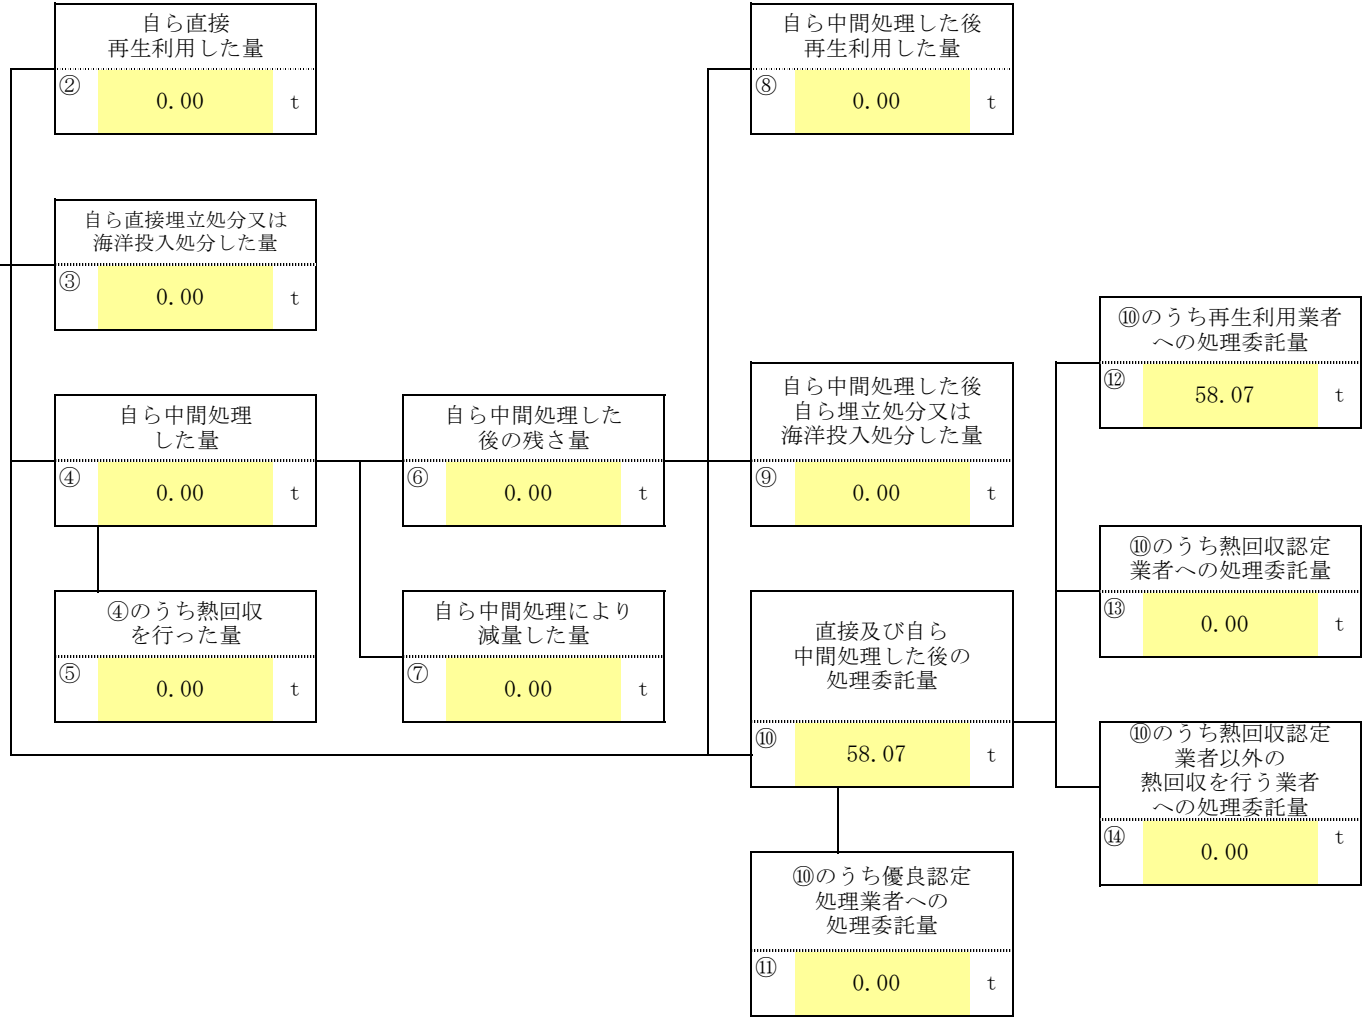 自ら直接
再生利用した量
②
0.00
t
自ら直接埋立処分又は
海洋投入処分した量
③
0.00
t
自ら中間処理
した量
④
0.00
t
④のうち熱回収
を行った量
⑤
0.00
t
自ら中間処理した
後の残さ量
⑥
0.00
t
自ら中間処理により
減量した量
⑦
0.00
t
自ら中間処理した後
再生利用した量
⑧
0.00
t
自ら中間処理した後
自ら埋立処分又は
海洋投入処分した量
⑨
0.00
t
直接及び自ら
中間処理した後の
処理委託量
⑩
58.07
t
⑩のうち優良認定
処理業者への
処理委託量
⑪
0.00
t
⑩のうち再生利用業者
への処理委託量
⑫
58.07
t
⑩のうち熱回収認定
業者への処理委託量
⑬
0.00
t
⑩のうち熱回収認定
業者以外の
熱回収を行う業者
への処理委託量
⑭
0.00
t